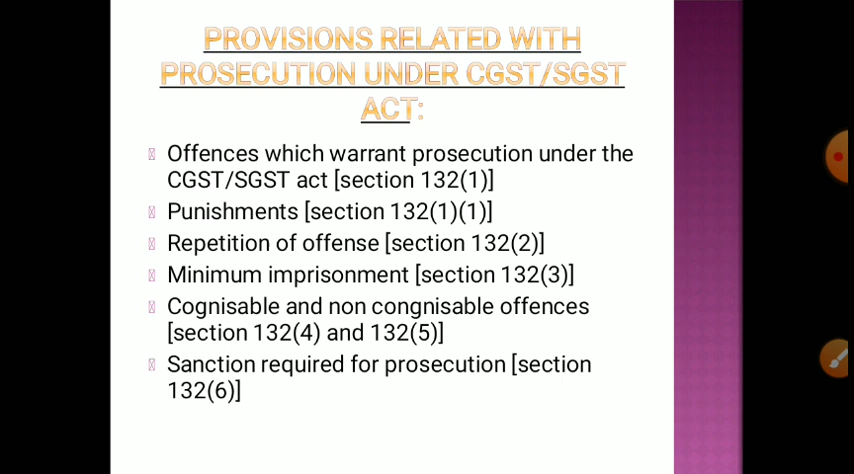 PROVISIONS RELATED WITH
PROSECUTION UNDER CGST/SGST
ACT:
Offences which warrant prosecution under the
CGST/SGST act [section 132(1)]
Punishments [section 132(1)(1)]
Repetition of offense [section 132(2)]
Minimum imprisonment [section 132(3)]
Cognisable and non congnisable offences
[section 132(4) and 132(5)]
Sanction required for prosecution [section
132(6)]